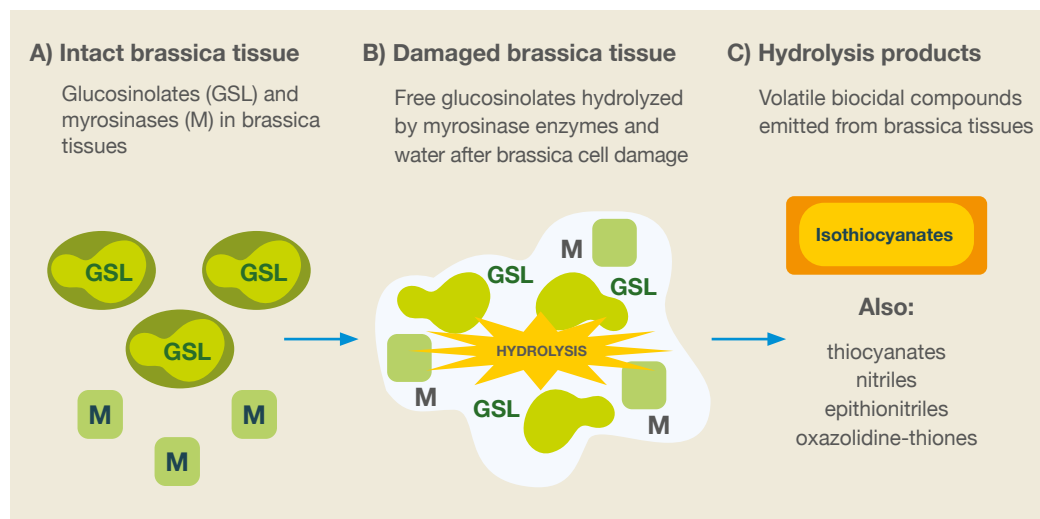 A) Intact brassica tissue
Glucosinolates (GSL) and
myrosinases (M) in brassica
tissues
GSL
GSL
GSL
M
M
M
B) Damaged brassica tissue
Free glucosinolates hydrolyzed
by myrosinase enzymes and
water after brassica cell damage
M
GSL
GSL
HYDROLYSIS
M
GSL
M
C) Hydrolysis products
Volatile biocidal compounds
emitted from brassica tissues
Isothiocyanates
Also:
thiocyanates
nitriles
epithionitriles
oxazolidine-thiones